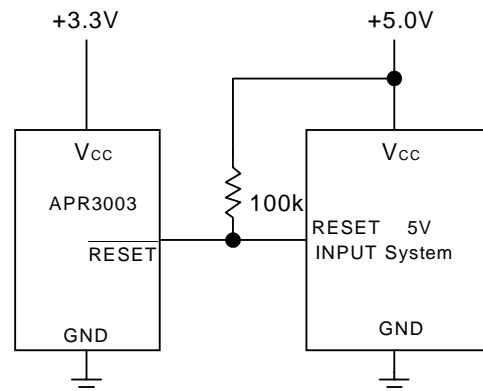 +3.3V
+5.0V
Vcc
Vcc
APR3003
100k
RESET
RESET 5V
INPUT System
GND
GND